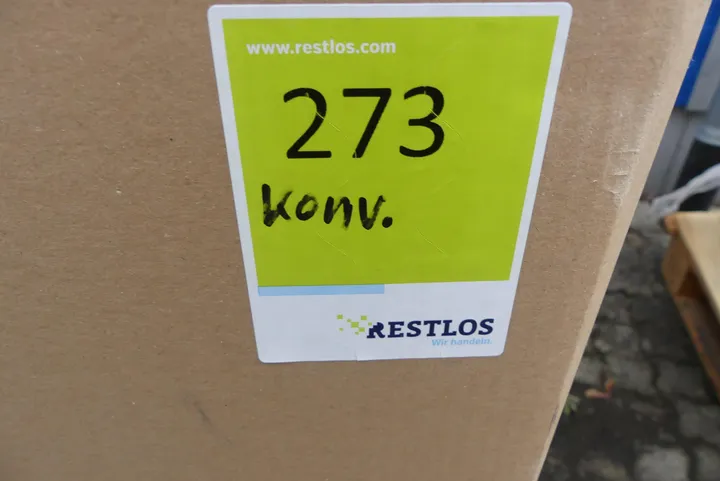 www.restlos.com
273
konv.
RESTLOS
Wir handeln.